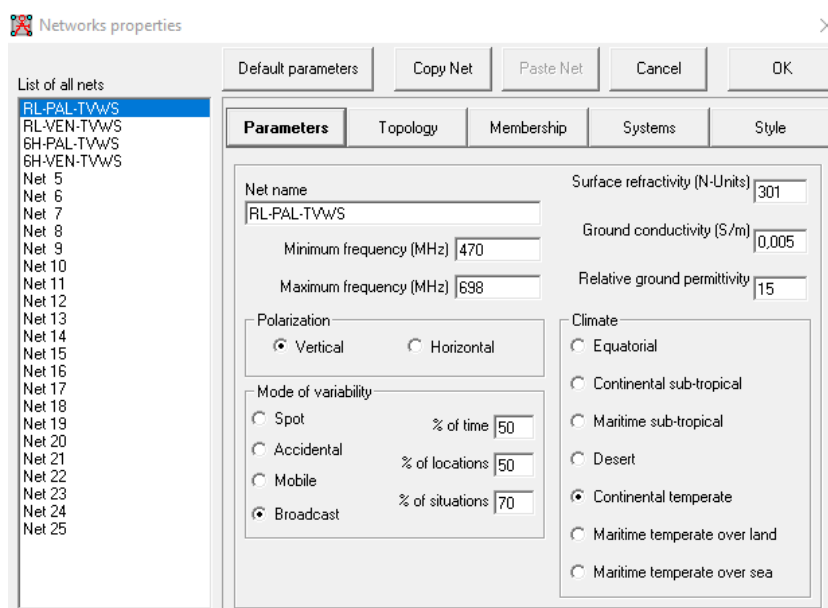 Networks properties
Default parameters Copy Net Paste Net Cancel OK
List of all nets
RL-PAL-TVWS
RL-VEN-TVWS
6H-PAL-TVWS
6H-VEN-TVWS
Net 5
Net 6
Net 7
Net 8
Net 9
Net 10
Net 11
Net 12
Net 13
Net 14
Net 15
Net 16
Net 17
Net 18
Net 19
Net 20
Net 21
Net 22
Net 23
Net 24
Net 25
Parameters Topology Membership Systems Style
Net name
RL-PAL-TVWS
Minimum frequency (MHz) 470
Maximum frequency (MHz) 698
Surface refractivity (N-Units) 301
Ground conductivity (S/m) 0,005
Relative ground permittivity 15
Polarization
Vertical Horizontal
Mode of variability
Spot
Accidental
Mobile
Broadcast
% of time 50
% of locations 50
% of situations 70
Climate
Equatorial
Continental sub-tropical
Maritime sub-tropical
Desert
Continental temperate
Maritime temperate over land
Maritime temperate over sea